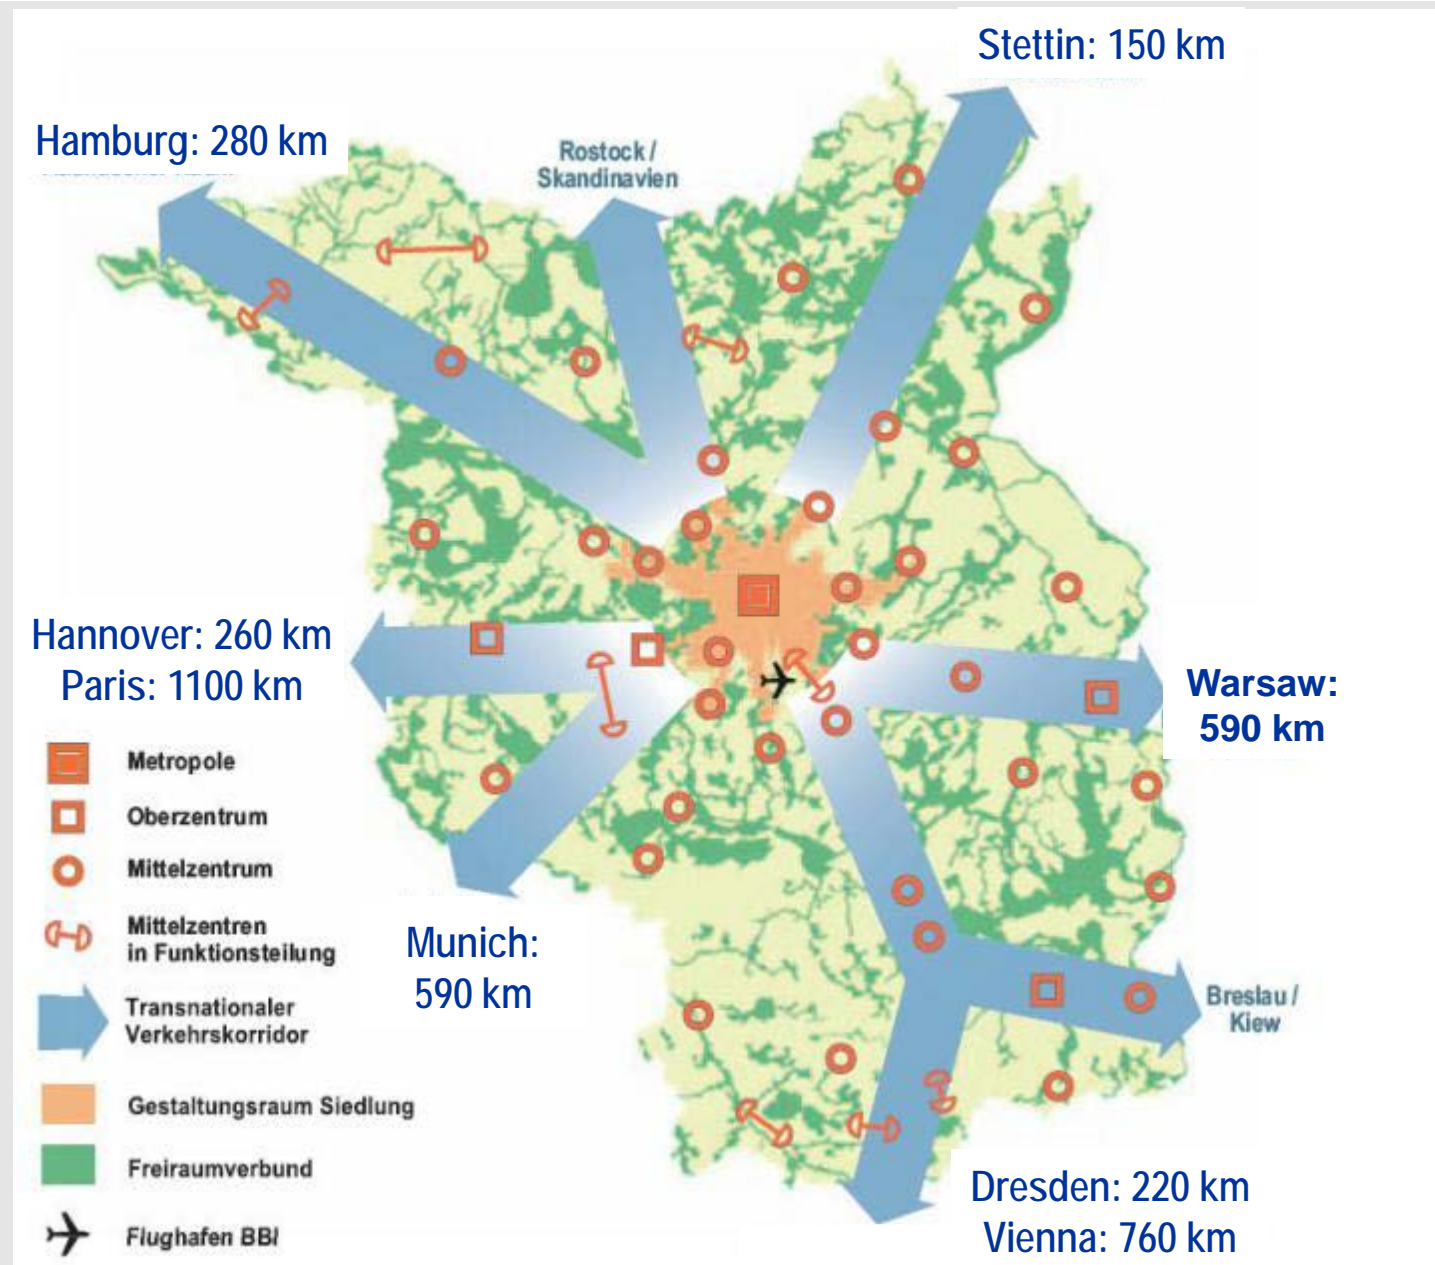 Stettin: 150 km
Hamburg: 280 km
Rostock /
Skandinavien
Hannover: 260 km
Paris: 1100 km
Warsaw:
590 km
Metropole
Oberzentrum
Mittelzentrum
Mittelzentren
in Funktionsteilung
Transnationaler
Verkehrskorridor
Gestaltungsraum Siedlung
Freiraumverbund
Flughafen BBI
Munich:
590 km
Breslau /
Kiew
Dresden: 220 km
Vienna: 760 km